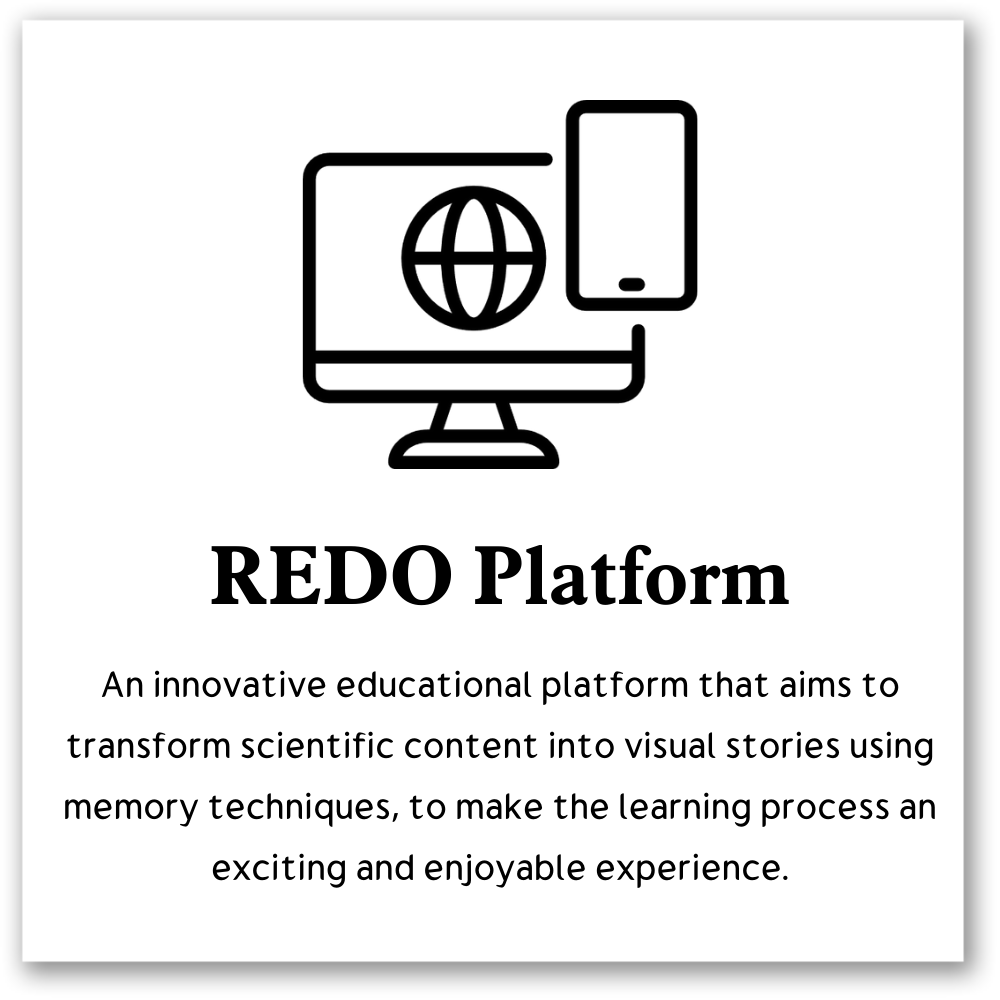 REDO Platform
An innovative educational platform that aims to
transform scientific content into visual stories using
memory techniques, to make the learning process an
exciting and enjoyable experience.